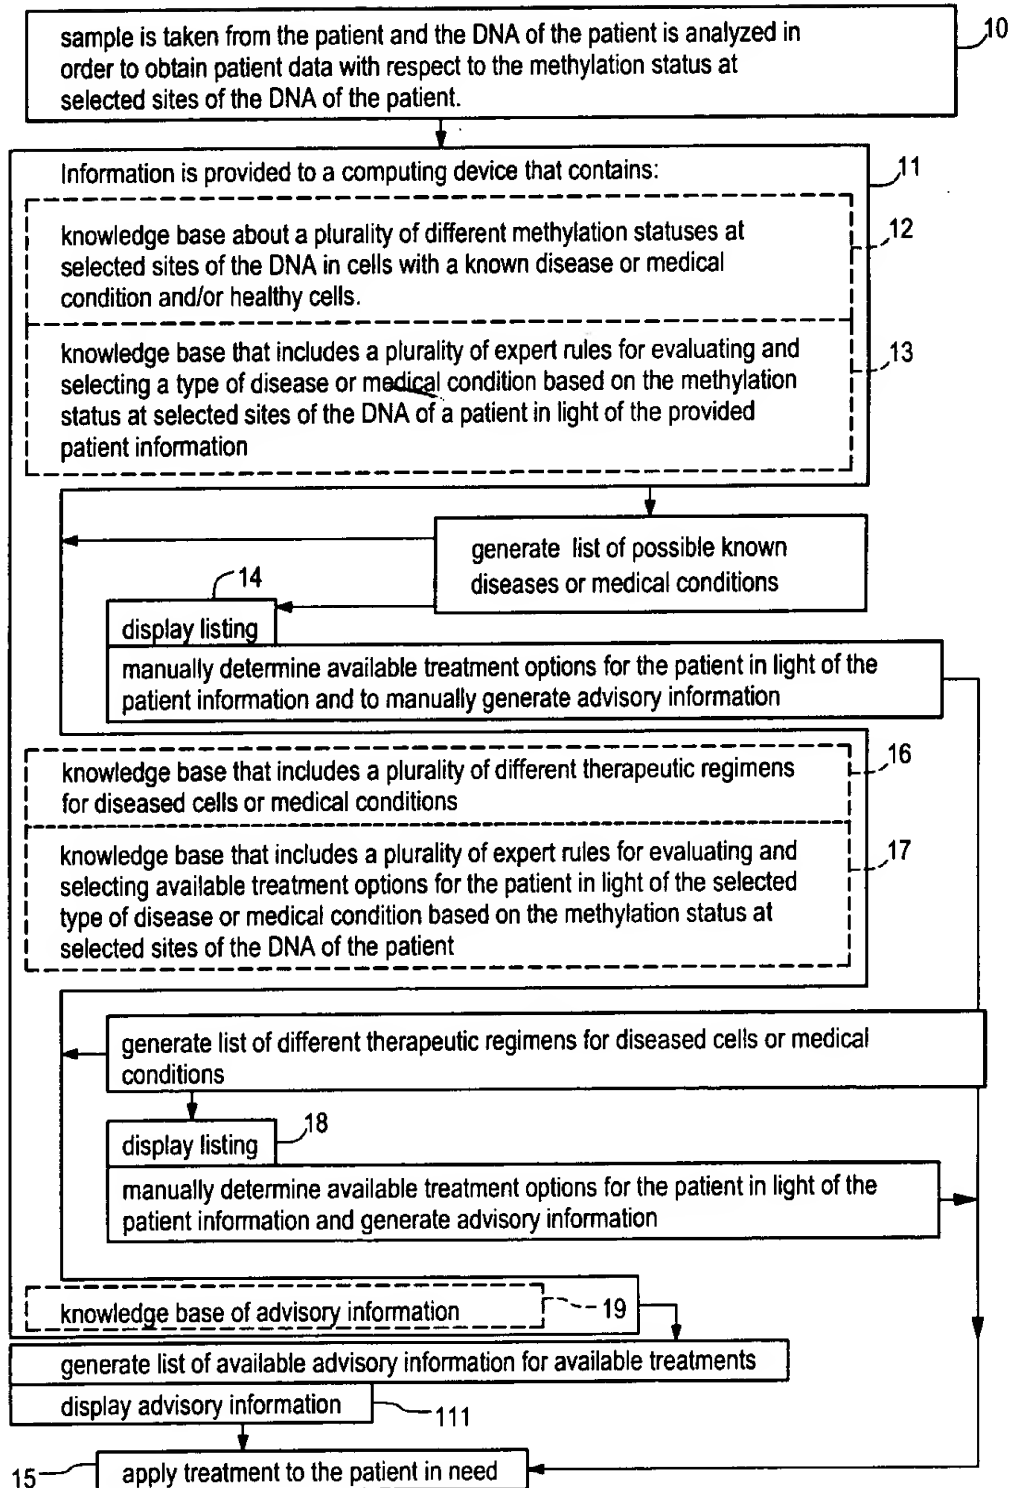 sample is taken from the patient and the DNA of the patient is analyzed in
order to obtain patient data with respect to the methylation status at
selected sites of the DNA of the patient.
10
Information is provided to a computing device that contains:
11
knowledge base about a plurality of different methylation statuses at
selected sites of the DNA in cells with a known disease or medical
condition and/or healthy cells.
12
knowledge base that includes a plurality of expert rules for evaluating and
selecting a type of disease or medical condition based on the methylation
status at selected sites of the DNA of a patient in light of the provided
patient information
13
generate list of possible known
diseases or medical conditions
14
display listing
manually determine available treatment options for the patient in light of the
patient information and to manually generate advisory information
knowledge base that includes a plurality of different therapeutic regimens
for diseased cells or medical conditions
16
knowledge base that includes a plurality of expert rules for evaluating and
selecting available treatment options for the patient in light of the selected
type of disease or medical condition based on the methylation status at
selected sites of the DNA of the patient
17
generate list of different therapeutic regimens for diseased cells or medical
conditions
display listing
18
manually determine available treatment options for the patient in light of the
patient information and generate advisory information
knowledge base of advisory information
19
generate list of available advisory information for available treatments
display advisory information
111
15
apply treatment to the patient in need